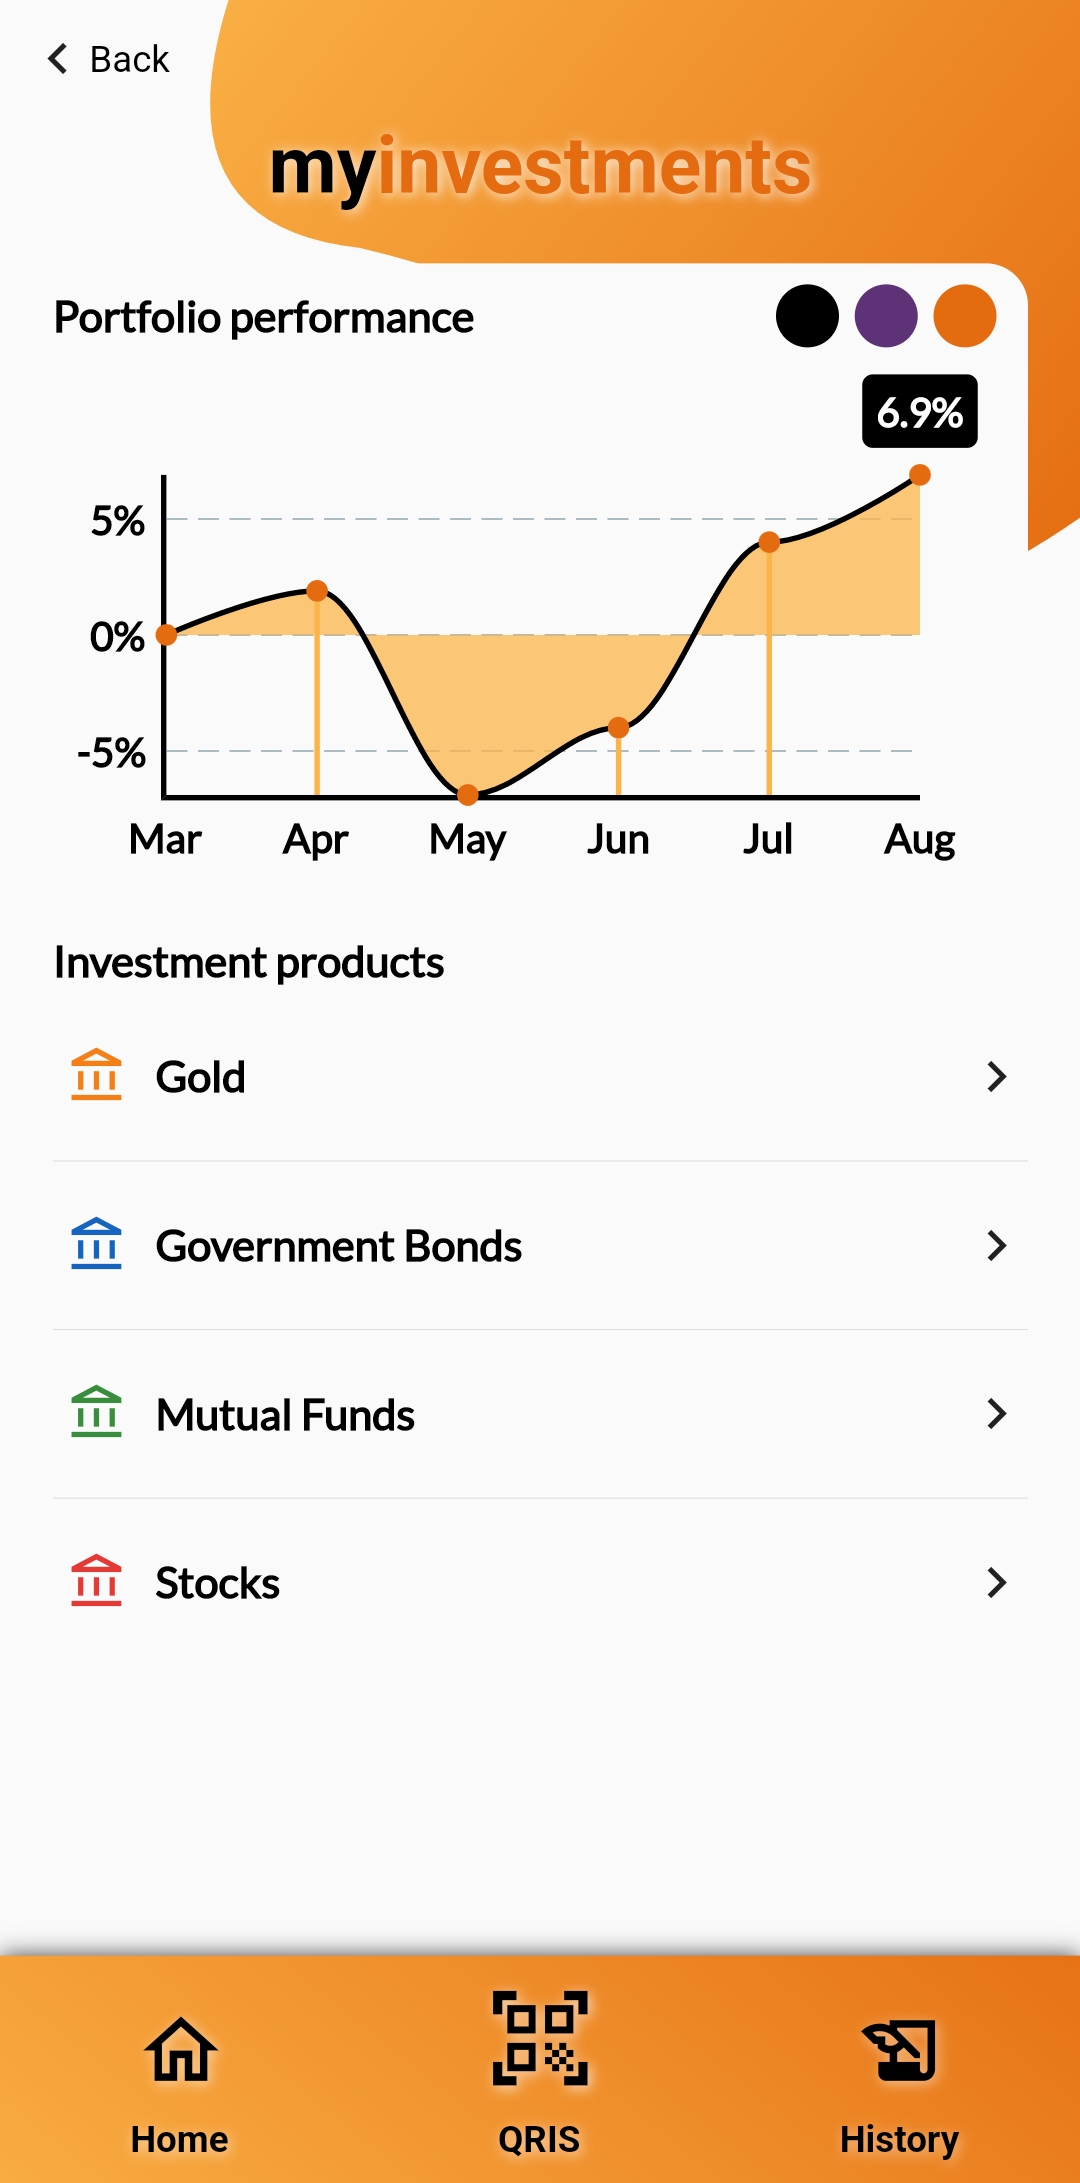 Back
myinvestments
Portfolio performance
6.9%
5%
0%
-5%
Mar Apr May Jun Jul Aug
Investment products
Gold
Government Bonds
Mutual Funds
Stocks
Home QRIS History